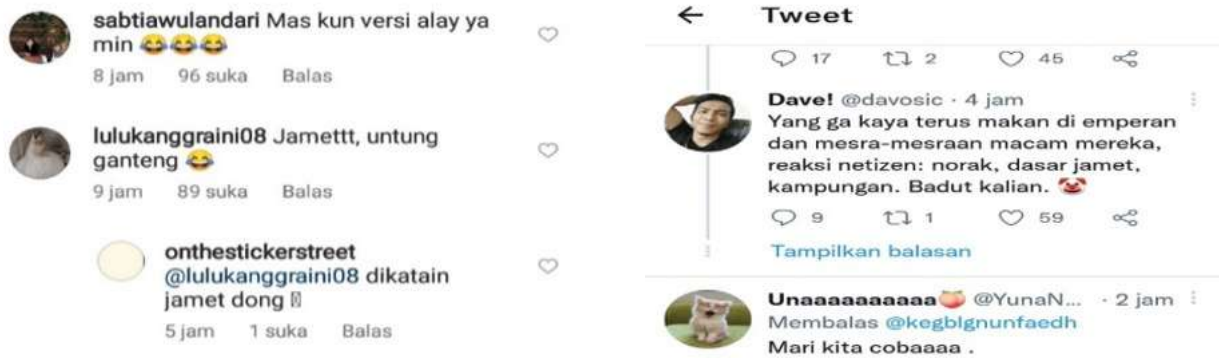 sabtiawulandari Mas kun versi alay ya
min 😂😂😂
8 jam 96 suka Balas
lulukanggraini08 Jamettt, untung
ganteng 😂
9 jam 89 suka Balas
onthestickerstreet
@lulukanggraini08 dikatain
jamet dong
5 jam 1 suka Balas
Tweet
17 2 45
Dave! @davosic · 4 jam
Yang ga kaya terus makan di emperan
dan mesra-mesraan macam mereka,
reaksi netizen: norak, dasar jamet,
kampungan. Badut kalian. 🤡
9 1 59
Tampilkan balasan
Unaaaaaaaaaa🍑 @YunaN... · 2 jam
Membalas @kegblgnunfaedh
Mari kita cobaaaa .